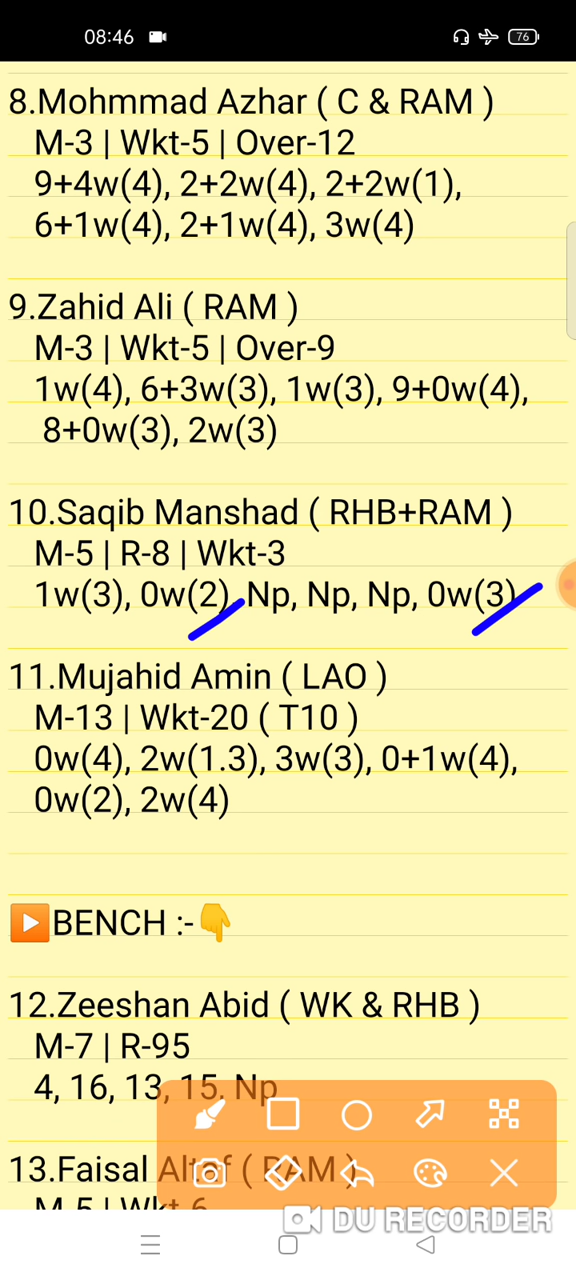 08:46
76
8.Mohmmad Azhar ( C & RAM )
M-3 | Wkt-5 | Over-12
9+4w(4), 2+2w(4), 2+2w(1),
6+1w(4), 2+1w(4), 3w(4)
9.Zahid Ali ( RAM )
M-3 | Wkt-5 | Over-9
1w(4), 6+3w(3), 1w(3), 9+0w(4),
8+0w(3), 2w(3)
10.Saqib Manshad ( RHB+RAM )
M-5 | R-8 | Wkt-3
1w(3), 0w(2), Np, Np, Np, 0w(3)
11.Mujahid Amin ( LAO )
M-13 | Wkt-20 ( T10 )
0w(4), 2w(1.3), 3w(3), 0+1w(4),
0w(2), 2w(4)
▶️BENCH :-👇
12.Zeeshan Abid ( WK & RHB )
M-7 | R-95
4, 16, 13, 15, Np
13.Faisal Altaf ( RAM )
M-5 | Wkt-6
DU RECORDER